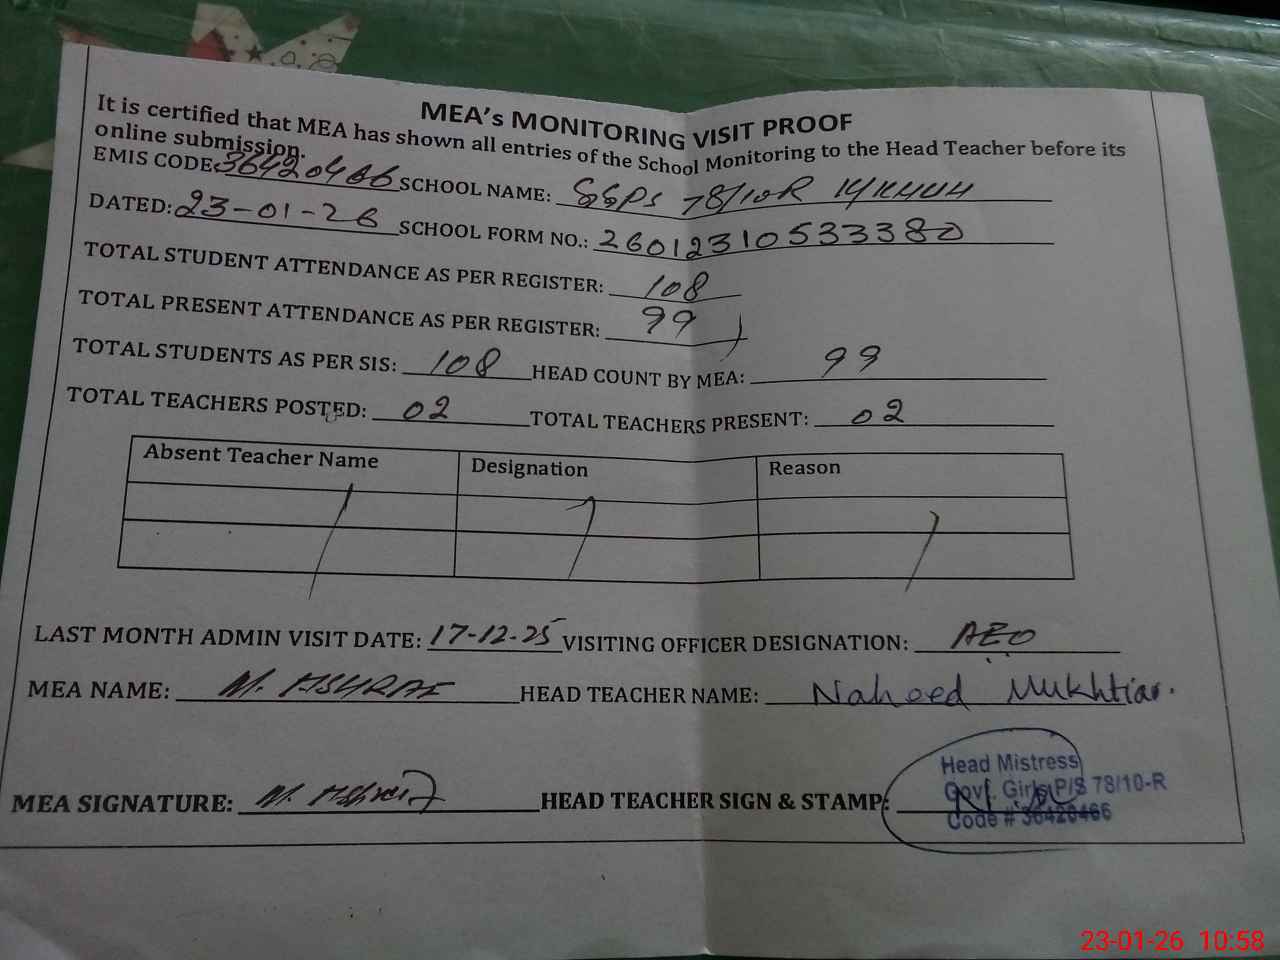 MEA's MONITORING VISIT PROOF
It is certified that MEA has shown all entries of the School Monitoring to the Head Teacher before its
online submission.
EMIS CODE: 36420466 SCHOOL NAME: GGPS 78/10R
DATED: 23-01-26 SCHOOL FORM NO.: 26012310533380
TOTAL STUDENT ATTENDANCE AS PER REGISTER: 108
TOTAL PRESENT ATTENDANCE AS PER REGISTER: 99
TOTAL STUDENTS AS PER SIS: 108 HEAD COUNT BY MEA: 99
TOTAL TEACHERS POSTED: 02 TOTAL TEACHERS PRESENT: 02
Absent Teacher Name Designation Reason
LAST MONTH ADMIN VISIT DATE: 17-12-25 VISITING OFFICER DESIGNATION: AEO
MEA NAME: M. ASHRAF HEAD TEACHER NAME: Naheed Mukhtiar.
Head Mistress
Govt. Girls P/S 78/10-R
MEA SIGNATURE: M. Ashraf HEAD TEACHER SIGN & STAMP:
Code # 36420466
23-01-26 10:58